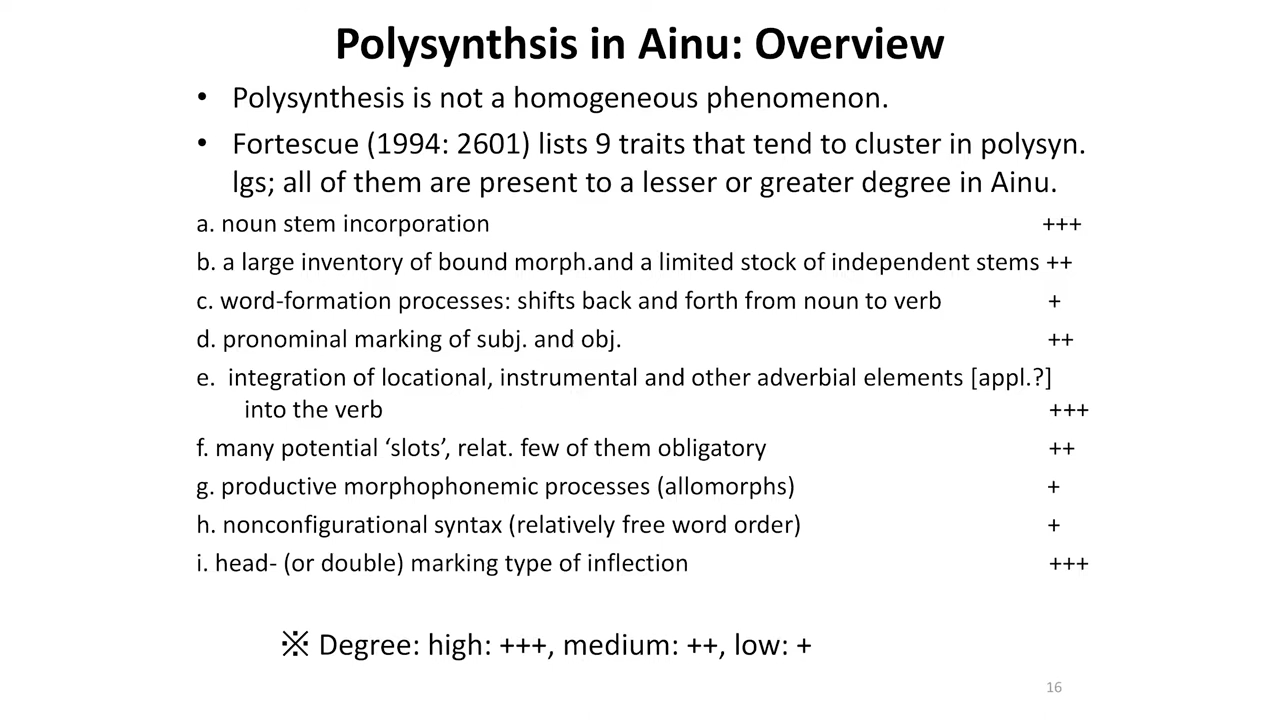 Polysynthsis in Ainu: Overview
• Polysynthesis is not a homogeneous phenomenon.
• Fortescue (1994: 2601) lists 9 traits that tend to cluster in polysyn.
lgs; all of them are present to a lesser or greater degree in Ainu.
a. noun stem incorporation +++
b. a large inventory of bound morph.and a limited stock of independent stems ++
c. word-formation processes: shifts back and forth from noun to verb +
d. pronominal marking of subj. and obj. ++
e. integration of locational, instrumental and other adverbial elements [appl.?]
into the verb +++
f. many potential ‘slots’, relat. few of them obligatory ++
g. productive morphophonemic processes (allomorphs) +
h. nonconfigurational syntax (relatively free word order) +
i. head- (or double) marking type of inflection +++
※ Degree: high: +++, medium: ++, low: +
16